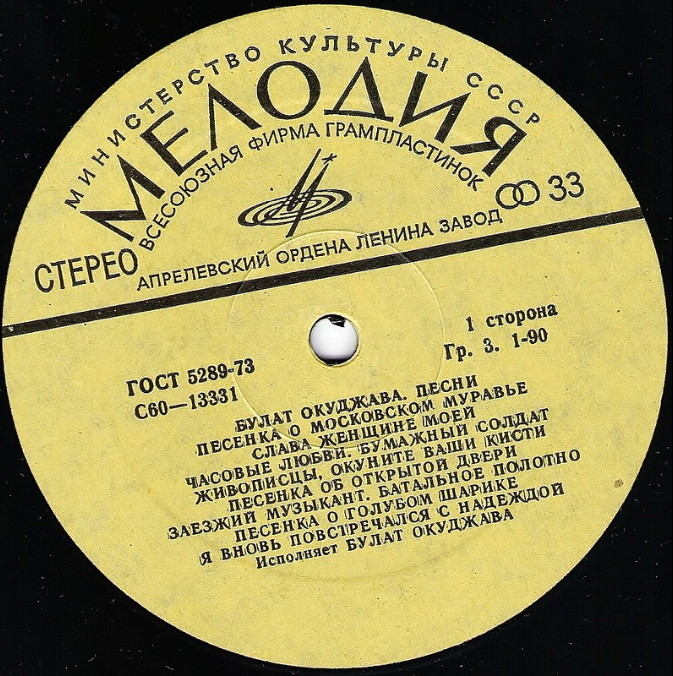 МИНИСТЕРСТВО КУЛЬТУРЫ СССР
МЕЛОДИЯ
ВСЕСОЮЗНАЯ ФИРМА ГРАМПЛАСТИНОК
33
СТЕРЕО
АПРЕЛЕВСКИЙ ОРДЕНА ЛЕНИНА ЗАВОД
1 сторона
ГОСТ 5289-73
Гр. 3. 1-90
С60—13331
БУЛАТ ОКУДЖАВА. ПЕСНИ
ПЕСЕНКА О МОСКОВСКОМ МУРАВЬЕ
СЛАВА ЖЕНЩИНЕ МОЕЙ
ЧАСОВЫЕ ЛЮБВИ. БУМАЖНЫЙ СОЛДАТ
ЖИВОПИСЦЫ, ОКУНИТЕ ВАШИ КИСТИ
ПЕСЕНКА ОБ ОТКРЫТОЙ ДВЕРИ
ЗАЕЗЖИЙ МУЗЫКАНТ. БАТАЛЬНОЕ ПОЛОТНО
ПЕСЕНКА О ГОЛУБОМ ШАРИКЕ
Я ВНОВЬ ПОВСТРЕЧАЛСЯ С НАДЕЖДОЙ
Исполняет БУЛАТ ОКУДЖАВА